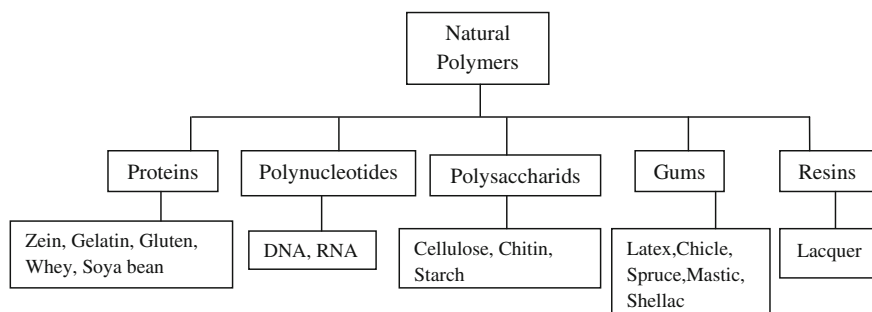 Natural
Polymers
Proteins
Polynucleotides
Polysaccharids
Gums
Resins
Zein, Gelatin, Gluten,
Whey, Soya bean
DNA, RNA
Cellulose, Chitin,
Starch
Latex,Chicle,
Spruce,Mastic,
Shellac
Lacquer